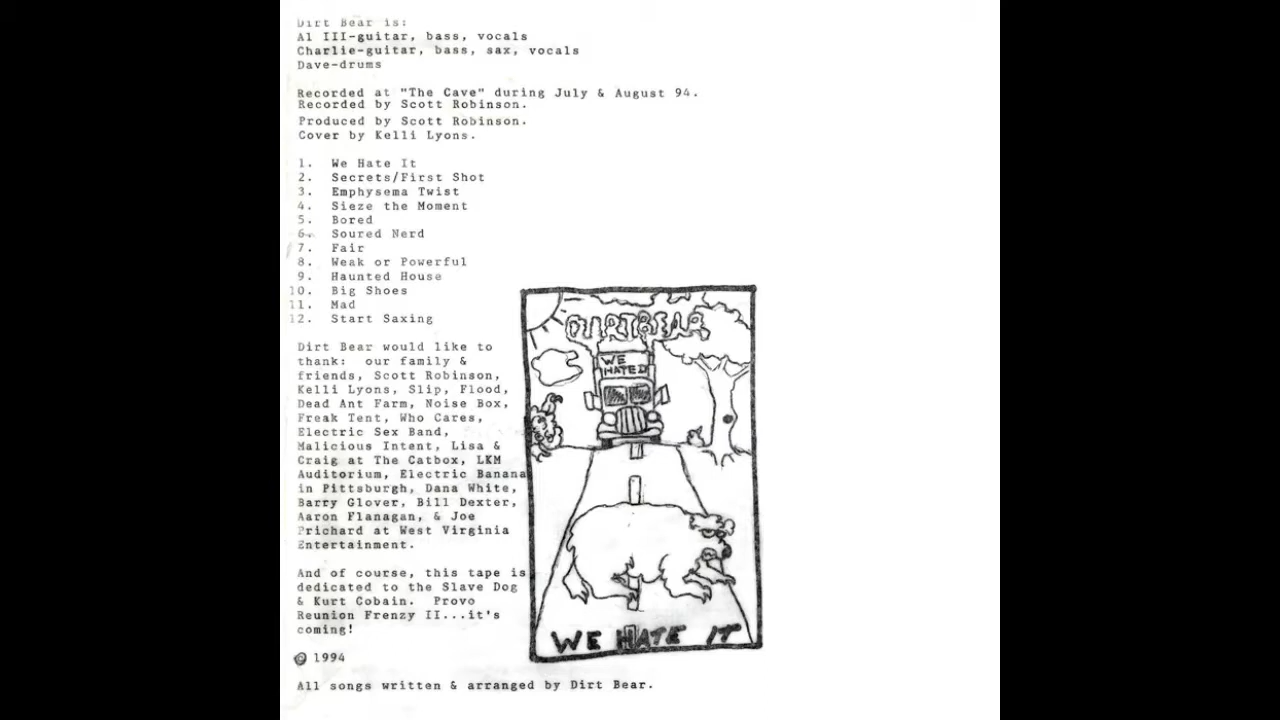 Dirt Bear is:
Al III-guitar, bass, vocals
Charlie-guitar, bass, sax, vocals
Dave-drums
Recorded at "The Cave" during July & August 94.
Recorded by Scott Robinson.
Produced by Scott Robinson.
Cover by Kelli Lyons.
1. We Hate It
2. Secrets/First Shot
3. Emphysema Twist
4. Sieze the Moment
5. Bored
6. Soured Nerd
7. Fair
8. Weak or Powerful
9. Haunted House
10. Big Shoes
11. Mad
12. Start Saxing
Dirt Bear would like to
thank: our family &
friends, Scott Robinson,
Kelli Lyons, Slip, Flood,
Dead Ant Farm, Noise Box,
Freak Tent, Who Cares,
Electric Sex Band,
Malicious Intent, Lisa &
Craig at The Catbox, LKM
Auditorium, Electric Banana
in Pittsburgh, Dana White,
Barry Glover, Bill Dexter,
Aaron Flanagan, & Joe
Prichard at West Virginia
Entertainment.
And of course, this tape is
dedicated to the Slave Dog
& Kurt Cobain. Provo
Reunion Frenzy II...it's
coming!
© 1994
All songs written & arranged by Dirt Bear.
DIRTBEAR
WE
HATED
WE HATE IT